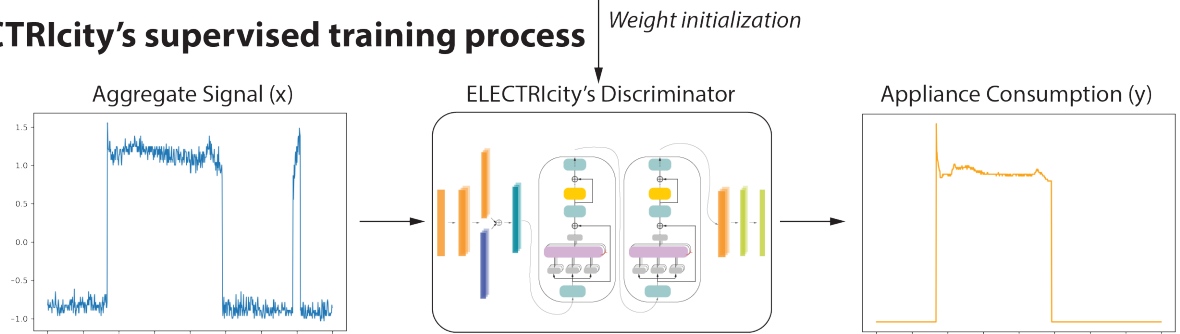 Weight initialization
CTRIcity’s supervised training process
Aggregate Signal (x)
ELECTRIcity’s Discriminator
Appliance Consumption (y)
1.5
1.0
0.5
0.0
−0.5
−1.0